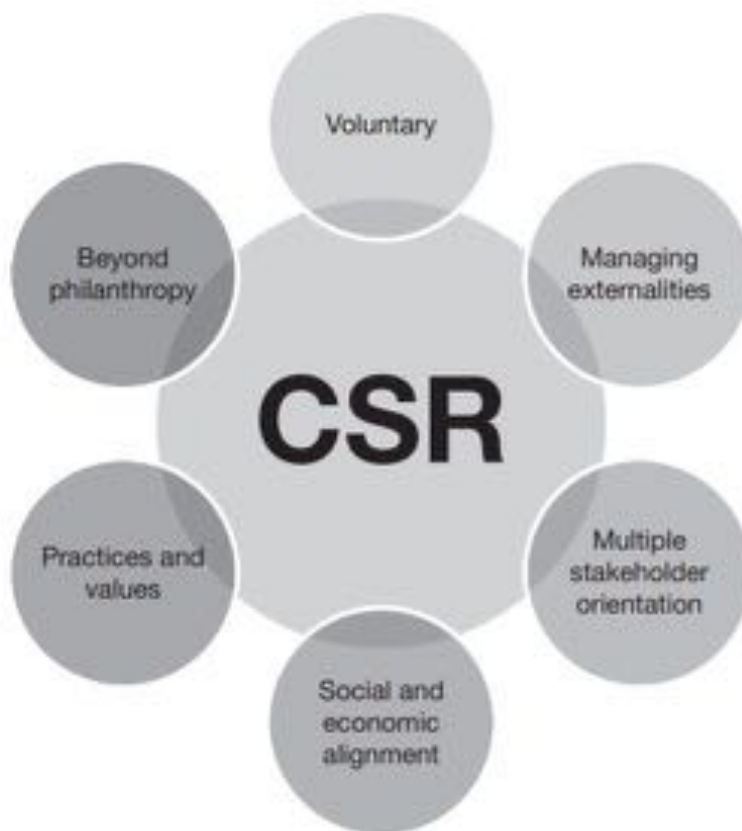 Voluntary
Managing
externalities
Multiple
stakeholder
orientation
Social and
economic
alignment
Practices and
values
Beyond
philanthropy
CSR